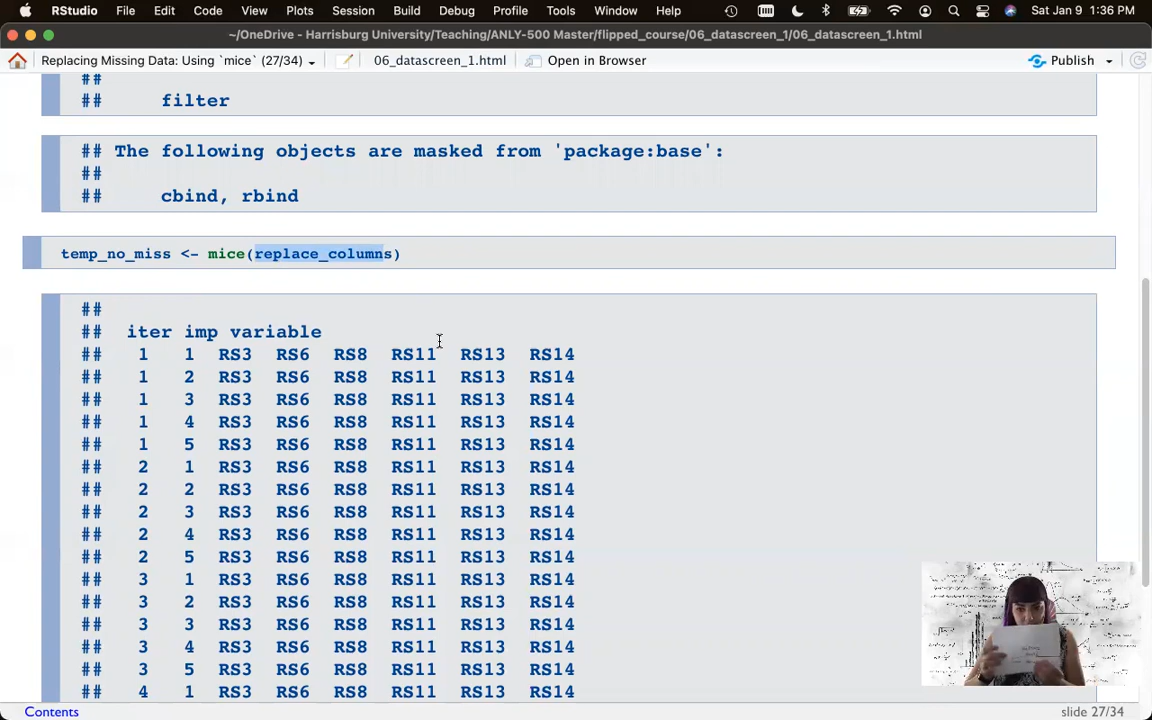 RStudio File Edit Code View Plots Session Build Debug Profile Tools Window Help Sat Jan 9 1:36 PM
~/OneDrive - Harrisburg University/Teaching/ANLY-500 Master/flipped_course/06_datascreen_1/06_datascreen_1.html
Replacing Missing Data: Using `mice` (27/34) 06_datascreen_1.html Open in Browser Publish
##
## filter
## The following objects are masked from 'package:base':
##
## cbind, rbind
temp_no_miss <- mice(replace_columns)
##
## iter imp variable
## 1 1 RS3 RS6 RS8 RS11 RS13 RS14
## 1 2 RS3 RS6 RS8 RS11 RS13 RS14
## 1 3 RS3 RS6 RS8 RS11 RS13 RS14
## 1 4 RS3 RS6 RS8 RS11 RS13 RS14
## 1 5 RS3 RS6 RS8 RS11 RS13 RS14
## 2 1 RS3 RS6 RS8 RS11 RS13 RS14
## 2 2 RS3 RS6 RS8 RS11 RS13 RS14
## 2 3 RS3 RS6 RS8 RS11 RS13 RS14
## 2 4 RS3 RS6 RS8 RS11 RS13 RS14
## 2 5 RS3 RS6 RS8 RS11 RS13 RS14
## 3 1 RS3 RS6 RS8 RS11 RS13 RS14
## 3 2 RS3 RS6 RS8 RS11 RS13 RS14
## 3 3 RS3 RS6 RS8 RS11 RS13 RS14
## 3 4 RS3 RS6 RS8 RS11 RS13 RS14
## 3 5 RS3 RS6 RS8 RS11 RS13 RS14
## 4 1 RS3 RS6 RS8 RS11 RS13 RS14
Contents slide 27/34